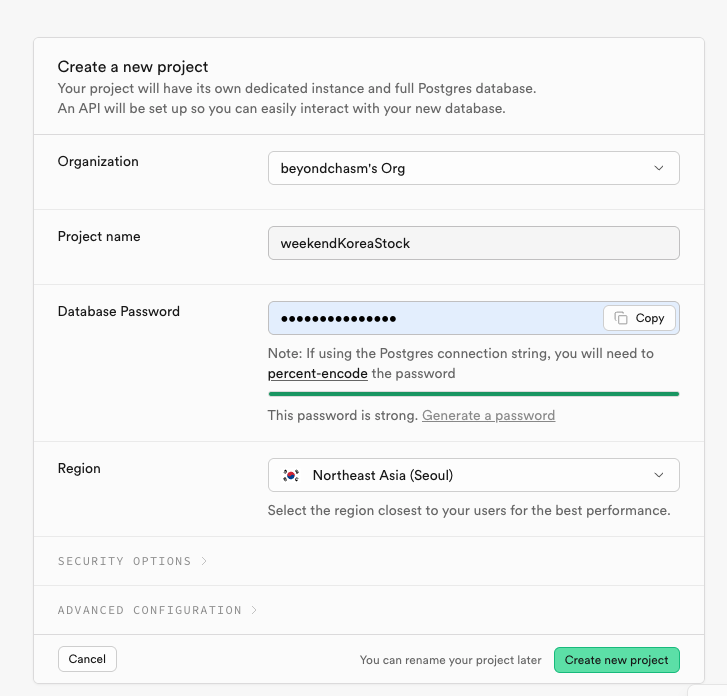 Create a new project
Your project will have its own dedicated instance and full Postgres database.
An API will be set up so you can easily interact with your new database.
Organization
beyondchasm's Org
Project name
weekendKoreaStock
Database Password
•••••••••••••••
Copy
Note: If using the Postgres connection string, you will need to
percent-encode the password
This password is strong. Generate a password
Region
Northeast Asia (Seoul)
Select the region closest to your users for the best performance.
SECURITY OPTIONS
ADVANCED CONFIGURATION
Cancel
You can rename your project later
Create new project